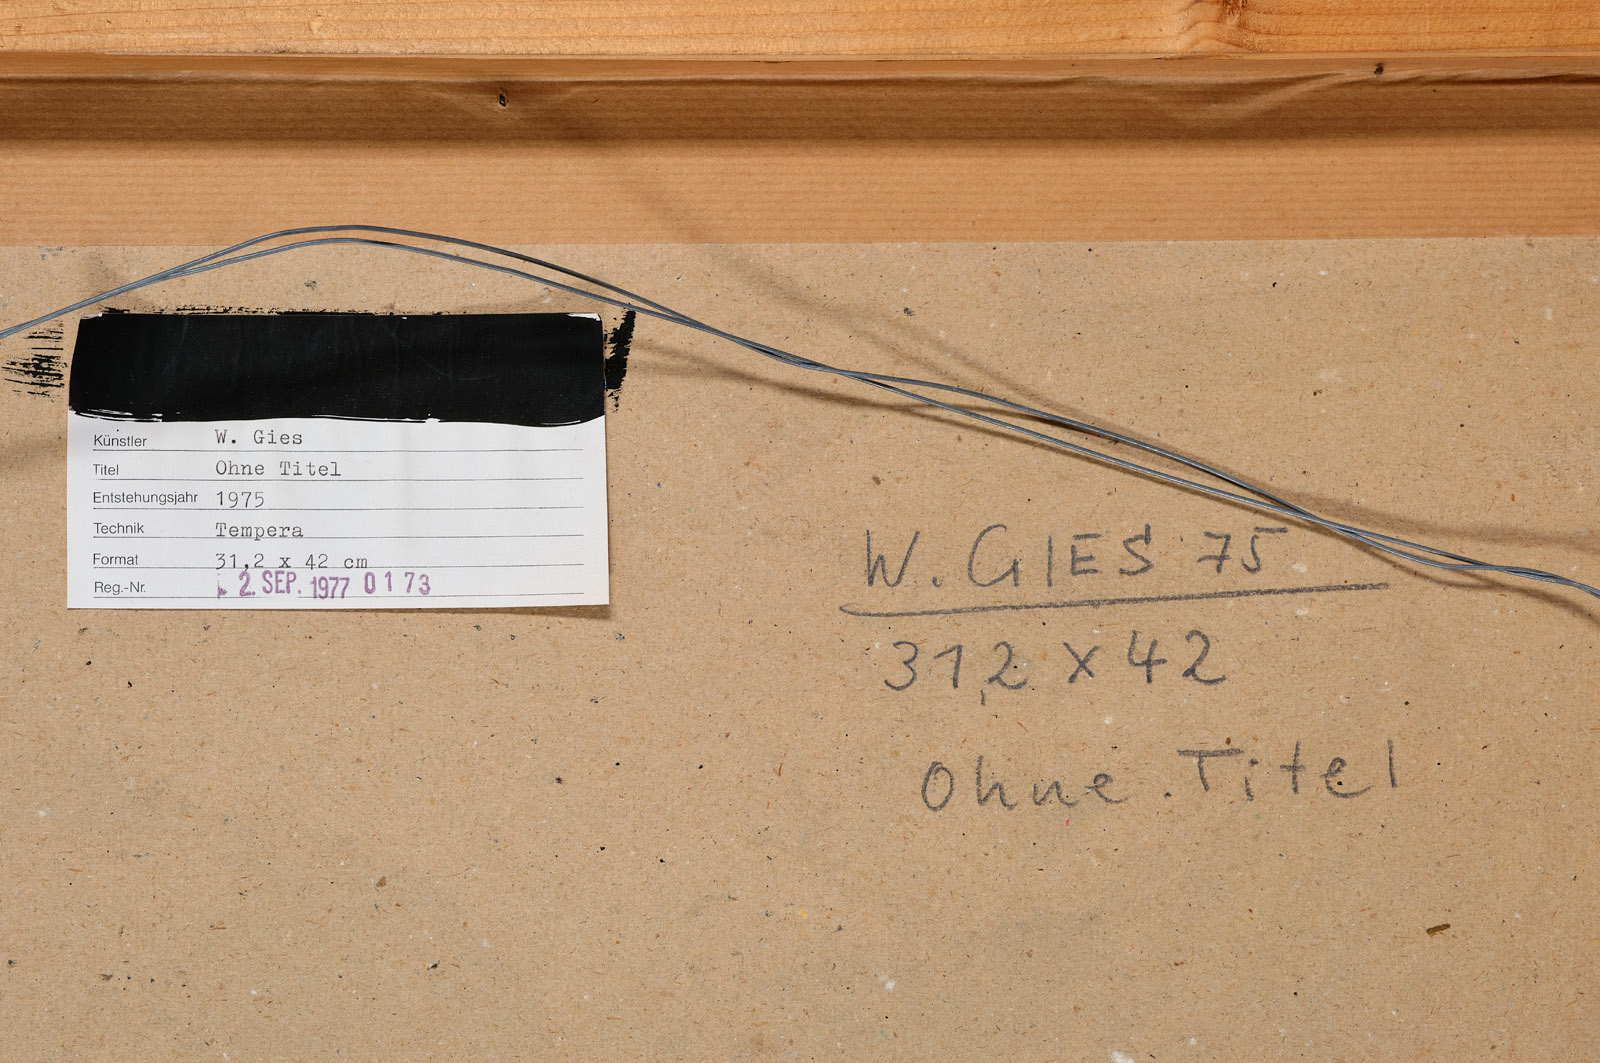 Künstler W. Gies
Titel Ohne Titel
Entstehungsjahr 1975
Technik Tempera
Format 31,2 x 42 cm
Reg.-Nr. 2. SEP. 1977 0173
W. GIES 75
31,2 x 42
Ohne Titel